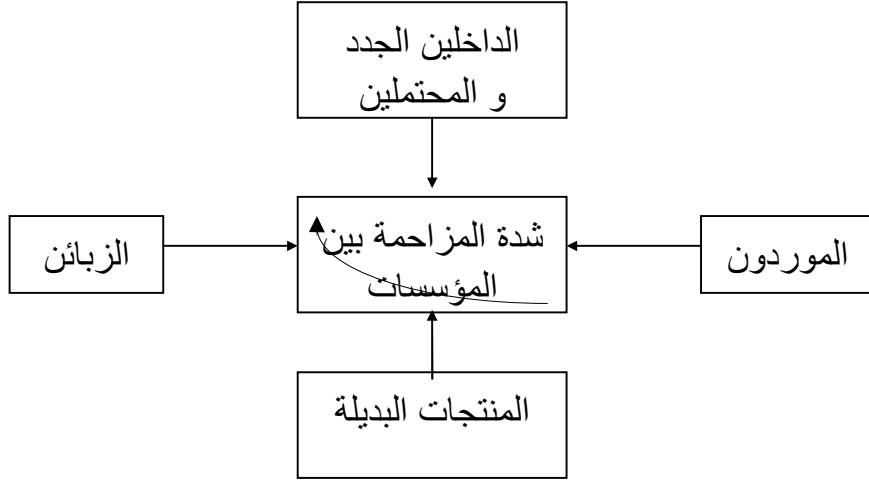 الداخلين الجدد
و المحتملين
الموردون
شدة المزاحمة بين
المؤسسات
الزبائن
المنتجات البديلة